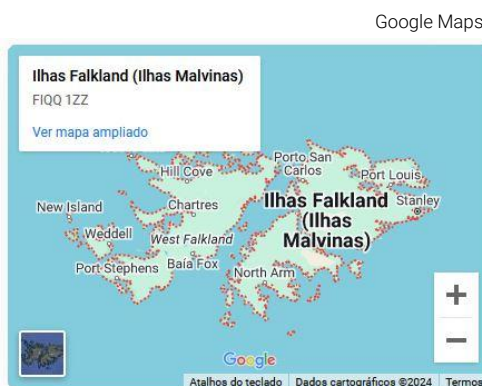 Google Maps
Ilhas Falkland (Ilhas Malvinas)
FIQQ 1ZZ
Ver mapa ampliado
Hill Cove
Porto San
Carlos
Port Louis
New Island
Chartres
Ilhas Falkland
(Ilhas
Malvinas)
Stanley
Weddell
West Falkland
Port Stephens
Baía Fox
North Arm
+
−
Google
Atalhos do teclado
Dados cartográficos ©2024
Termos